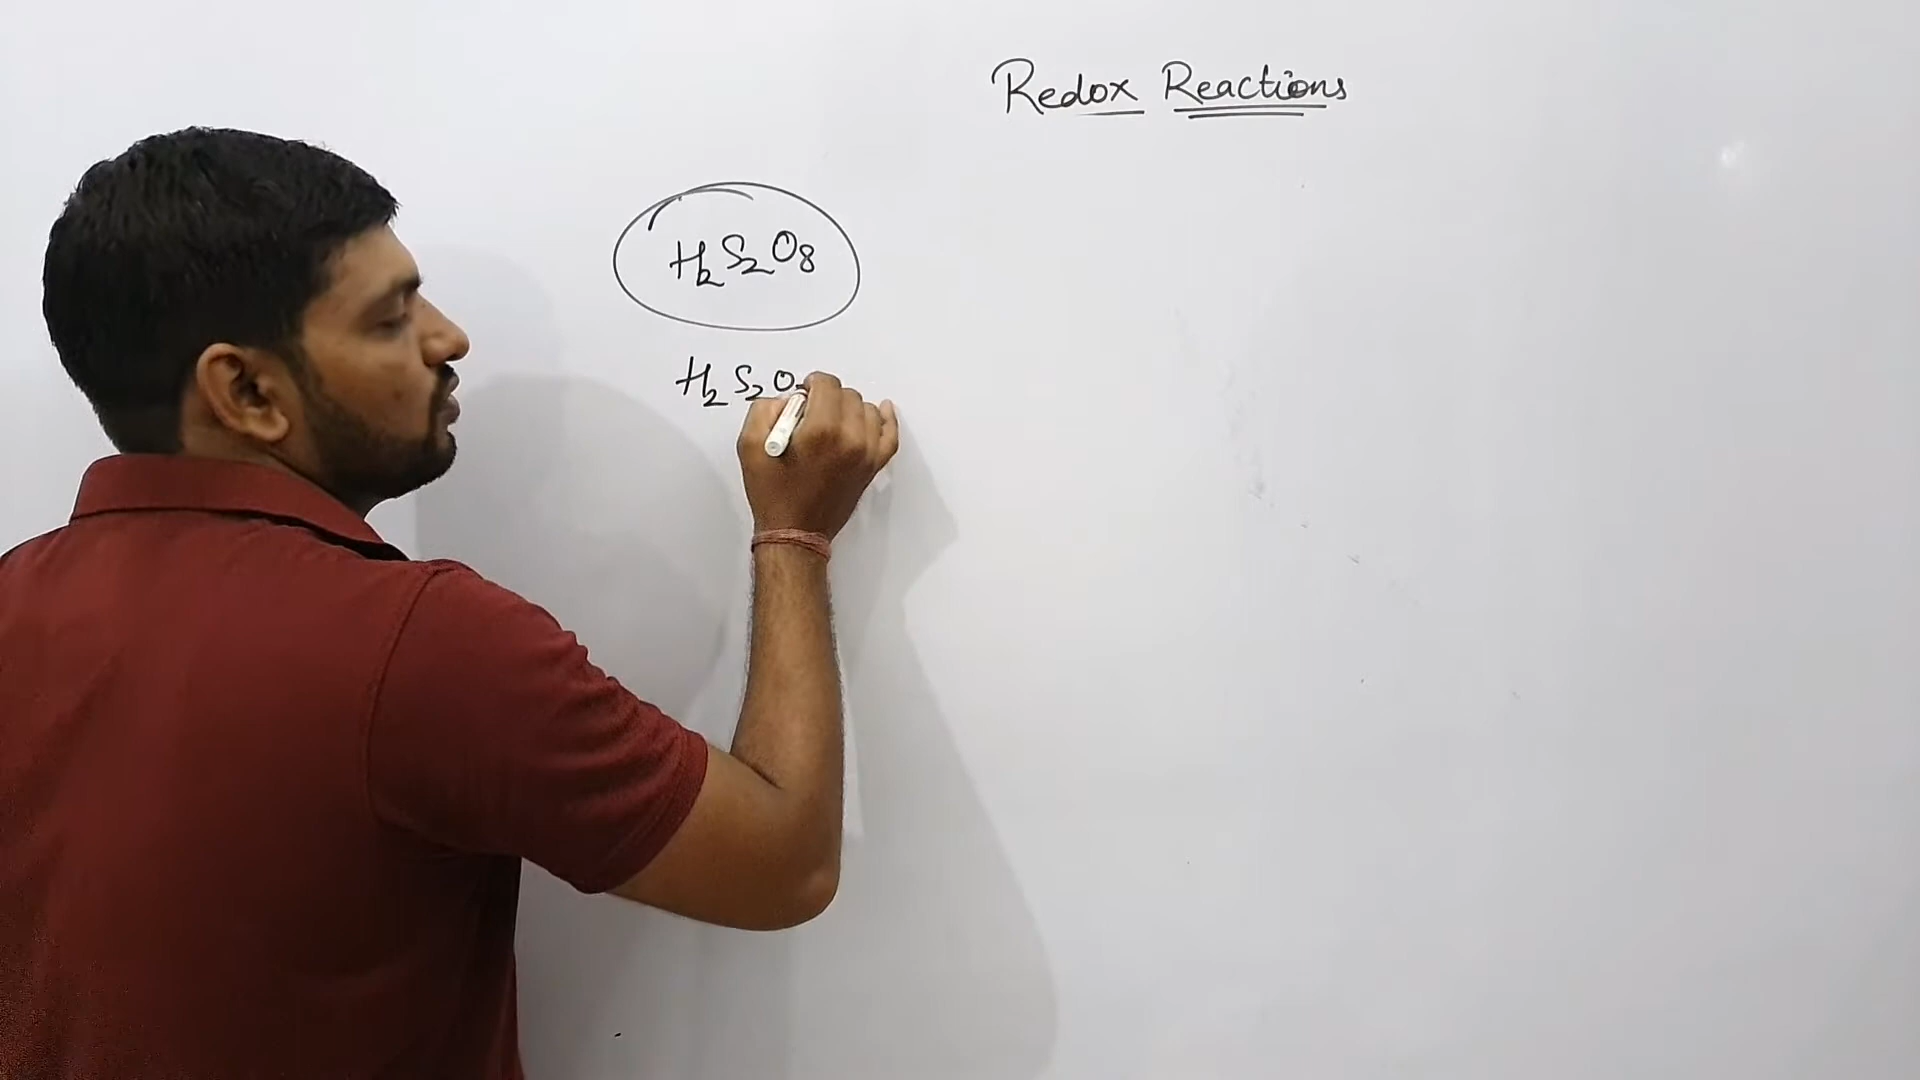 Redox Reactions
H₂S₂O₈
H₂S₂O